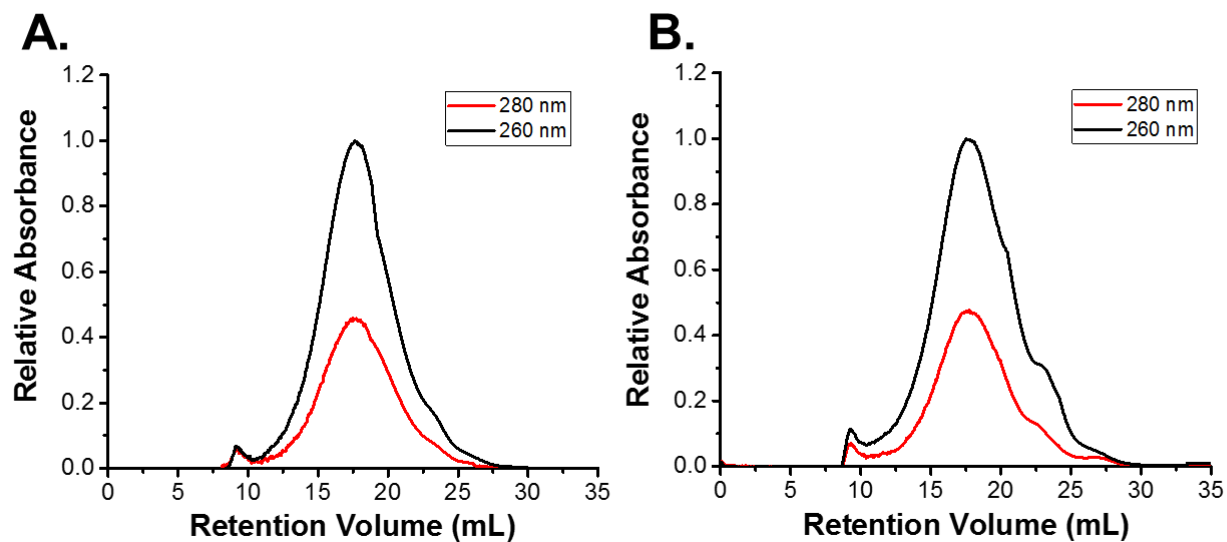 A.
1.2
1.0
0.8
0.6
0.4
0.2
0.0
Relative Absorbance
280 nm
260 nm
0 5 10 15 20 25 30 35
Retention Volume (mL)
B.
1.2
1.0
0.8
0.6
0.4
0.2
0.0
Relative Absorbance
280 nm
260 nm
0 5 10 15 20 25 30 35
Retention Volume (mL)